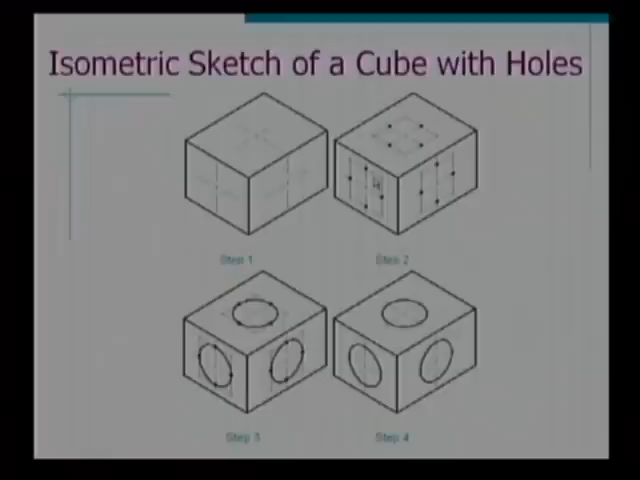 Isometric Sketch of a Cube with Holes
Step 1
Step 2
Step 3
Step 4